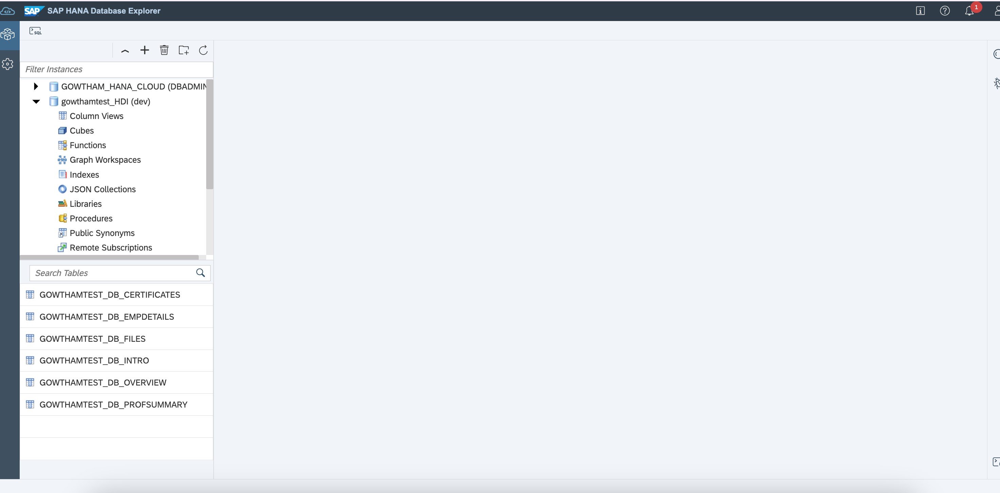 SAP SAP HANA Database Explorer
1
SQL
Filter Instances
GOWTHAM_HANA_CLOUD (DBADMIN
gowthamtest_HDI (dev)
Column Views
Cubes
Functions
Graph Workspaces
Indexes
JSON Collections
Libraries
Procedures
Public Synonyms
Remote Subscriptions
Search Tables
GOWTHAMTEST_DB_CERTIFICATES
GOWTHAMTEST_DB_EMPDETAILS
GOWTHAMTEST_DB_FILES
GOWTHAMTEST_DB_INTRO
GOWTHAMTEST_DB_OVERVIEW
GOWTHAMTEST_DB_PROFSUMMARY